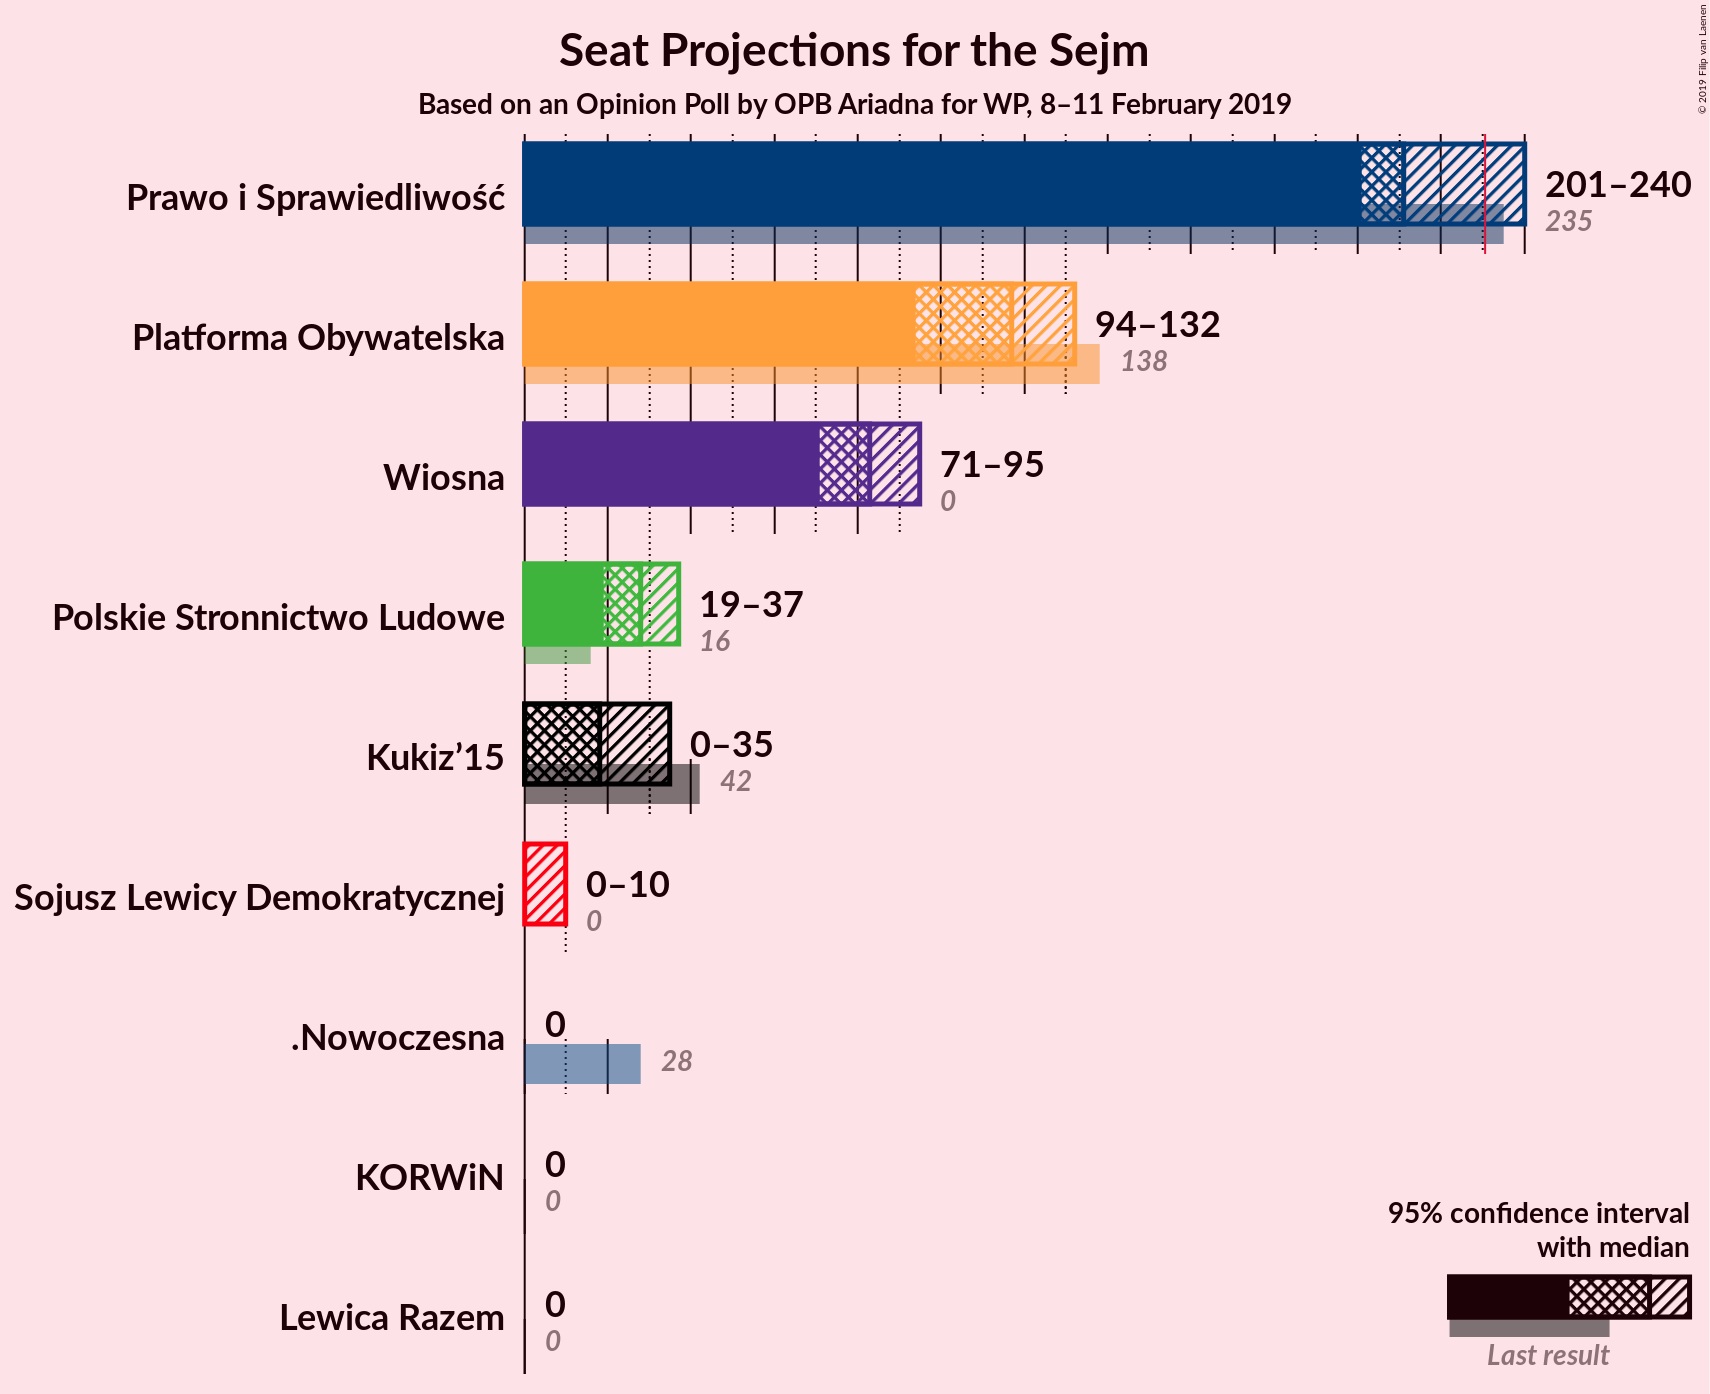 Seat Projections for the Sejm
Based on an Opinion Poll by OPB Ariadna for WP, 8–11 February 2019
© 2019 Filip van Laenen
Prawo i Sprawiedliwość
201–240
235
Platforma Obywatelska
94–132
138
Wiosna
71–95
0
Polskie Stronnictwo Ludowe
19–37
16
Kukiz’15
0–35
42
Sojusz Lewicy Demokratycznej
0–10
0
.Nowoczesna
0
28
KORWiN
0
0
Lewica Razem
0
0
95% confidence interval
with median
Last result